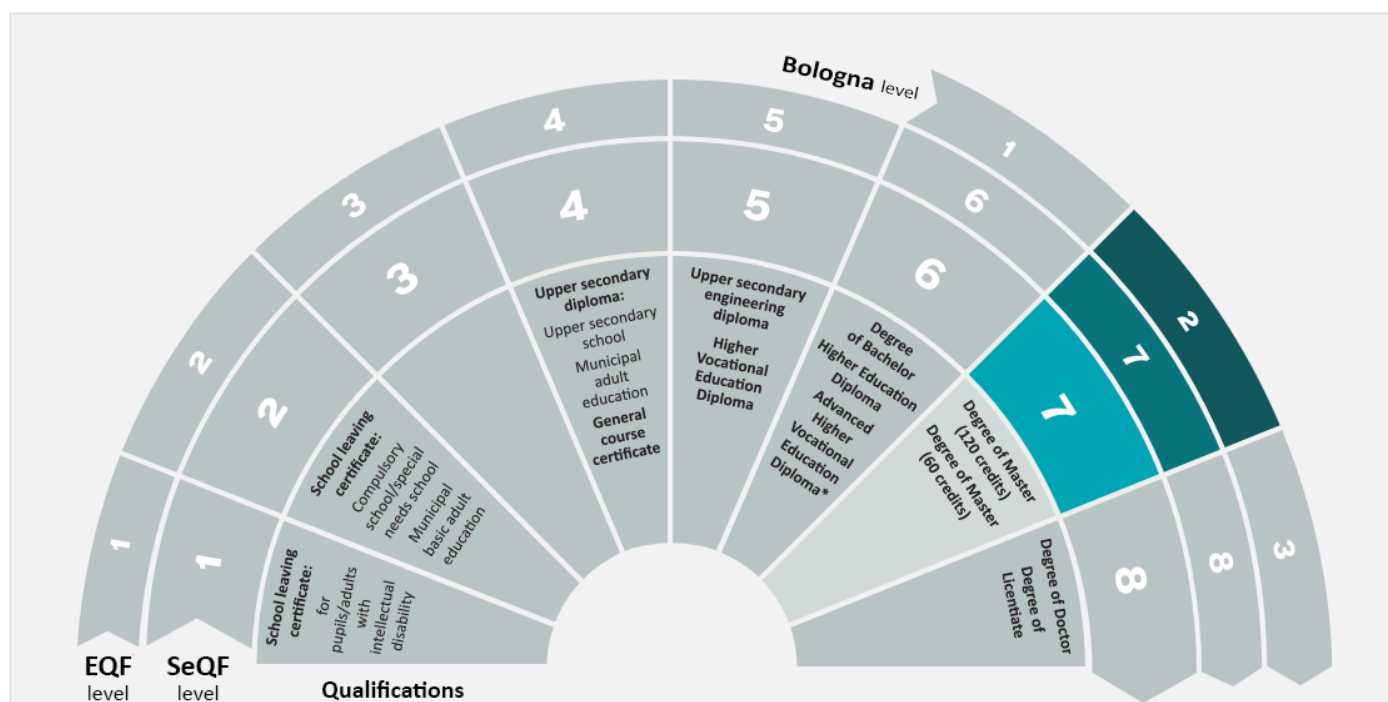 Bologna level
1
2
3
1
2
3
4
5
6
7
8
1
2
3
4
5
6
7
8
School leaving
certificate:
for
pupils/adults
with
intellectual
disability
School leaving
certificate:
Compulsory
school/special
needs school
Municipal
basic adult
education
Upper secondary
diploma:
Upper secondary
school
Municipal
adult
education
General
course
certificate
Upper secondary
engineering
diploma
Higher
Vocational
Education
Diploma
Degree
of Bachelor
Higher Education
Diploma
Advanced
Higher
Vocational
Education
Diploma*
Degree of Master
(120 credits)
Degree of Master
(60 credits)
Degree of Doctor
Degree of
Licentiate
EQF
level
SeQF
level
Qualifications